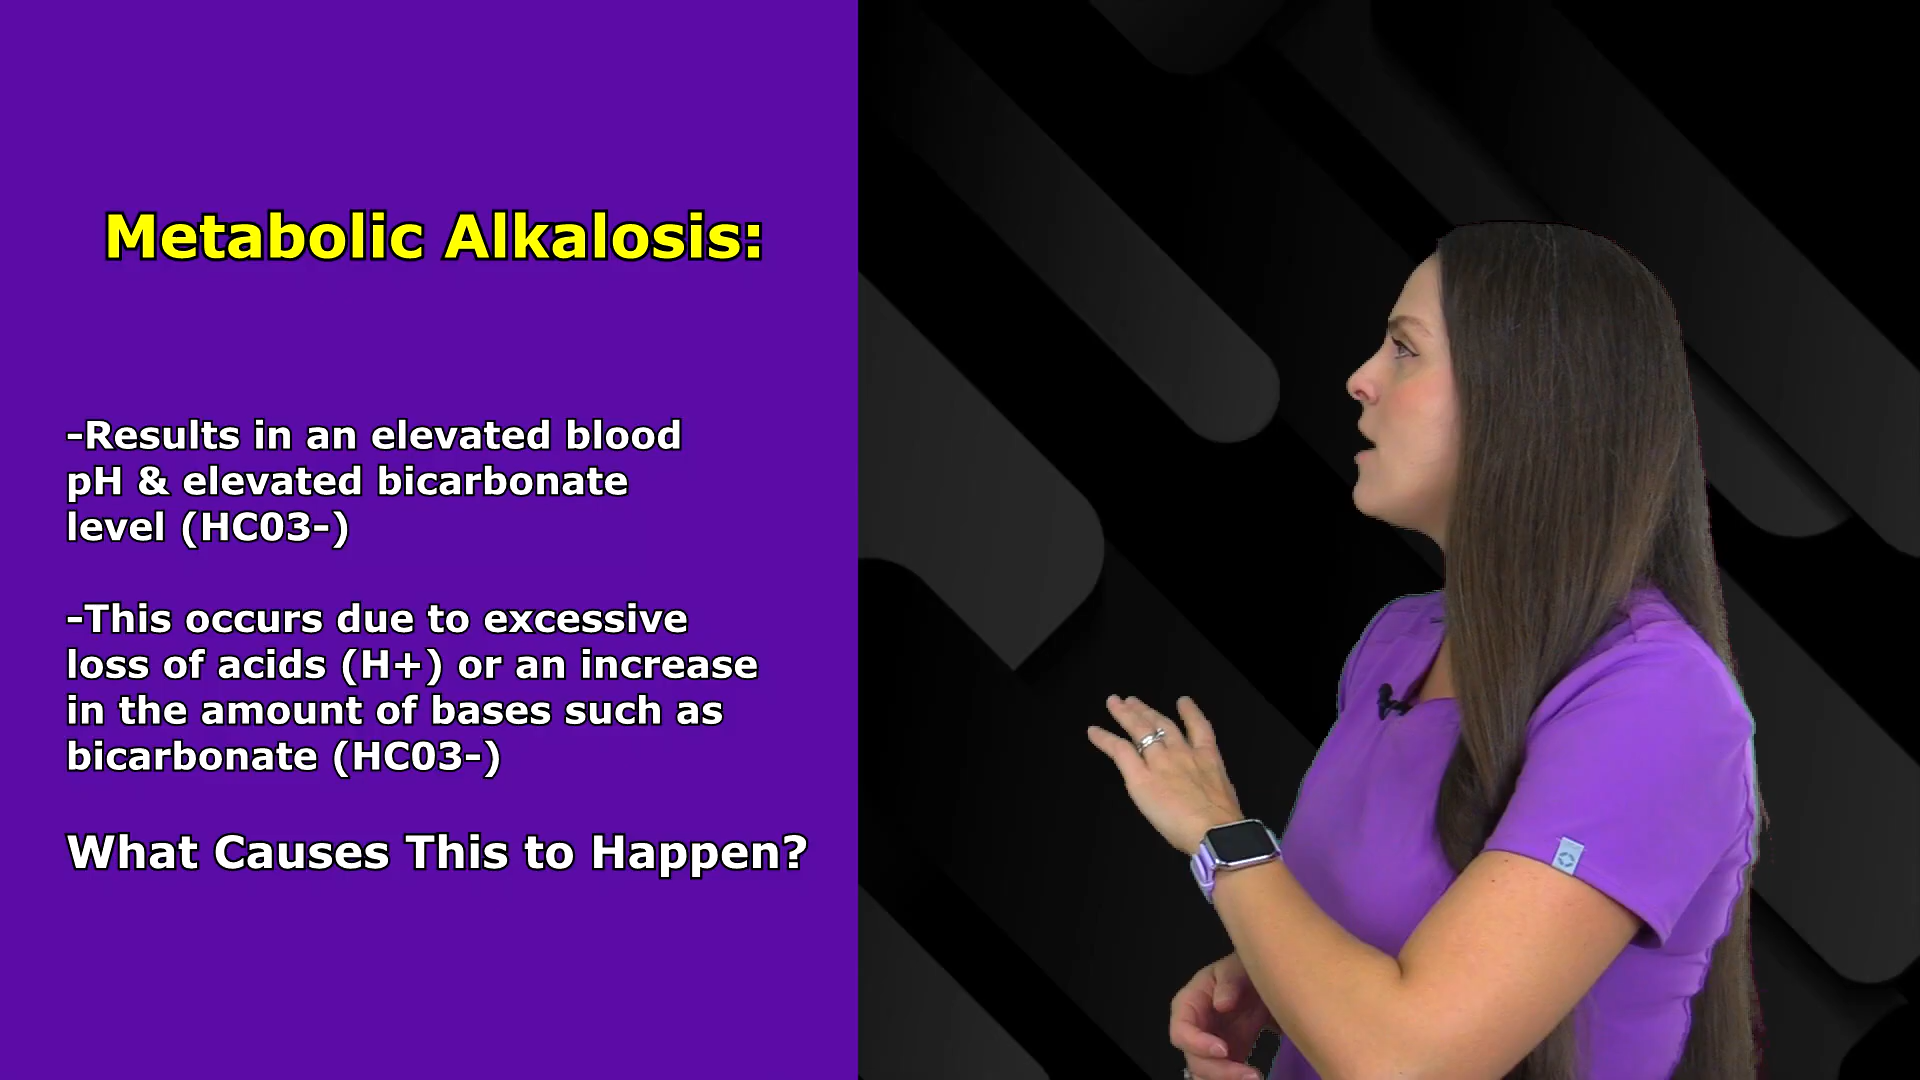 Metabolic Alkalosis:
-Results in an elevated blood
pH & elevated bicarbonate
level (HC03-)
-This occurs due to excessive
loss of acids (H+) or an increase
in the amount of bases such as
bicarbonate (HC03-)
What Causes This to Happen?